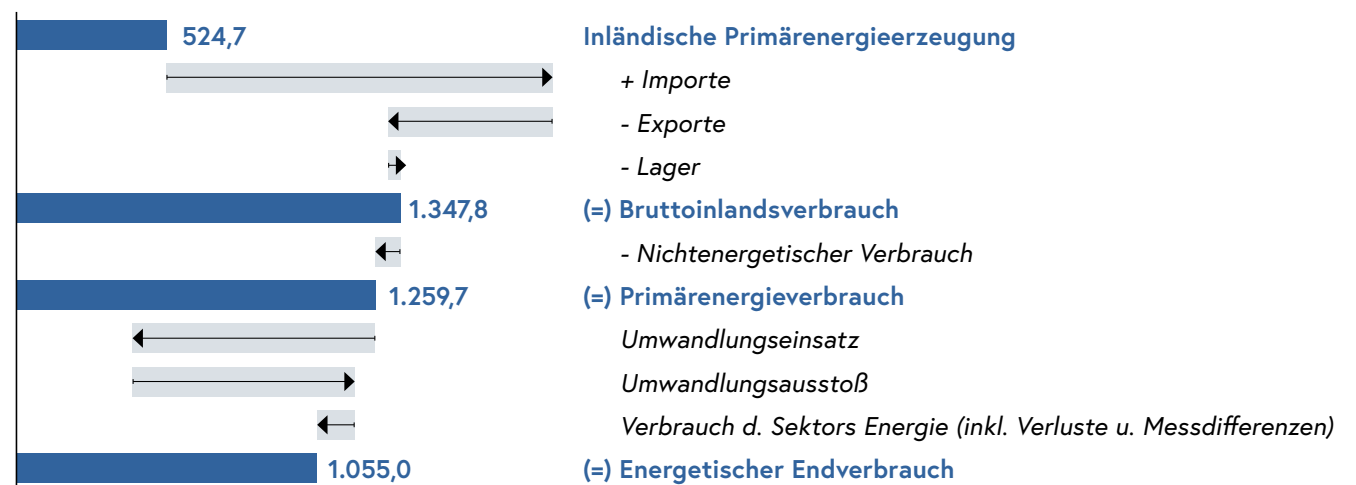 524,7 Inländische Primärenergieerzeugung
+ Importe
- Exporte
- Lager
1.347,8 (=) Bruttoinlandsverbrauch
- Nichtenergetischer Verbrauch
1.259,7 (=) Primärenergieverbrauch
Umwandlungseinsatz
Umwandlungsausstoß
Verbrauch d. Sektors Energie (inkl. Verluste u. Messdifferenzen)
1.055,0 (=) Energetischer Endverbrauch